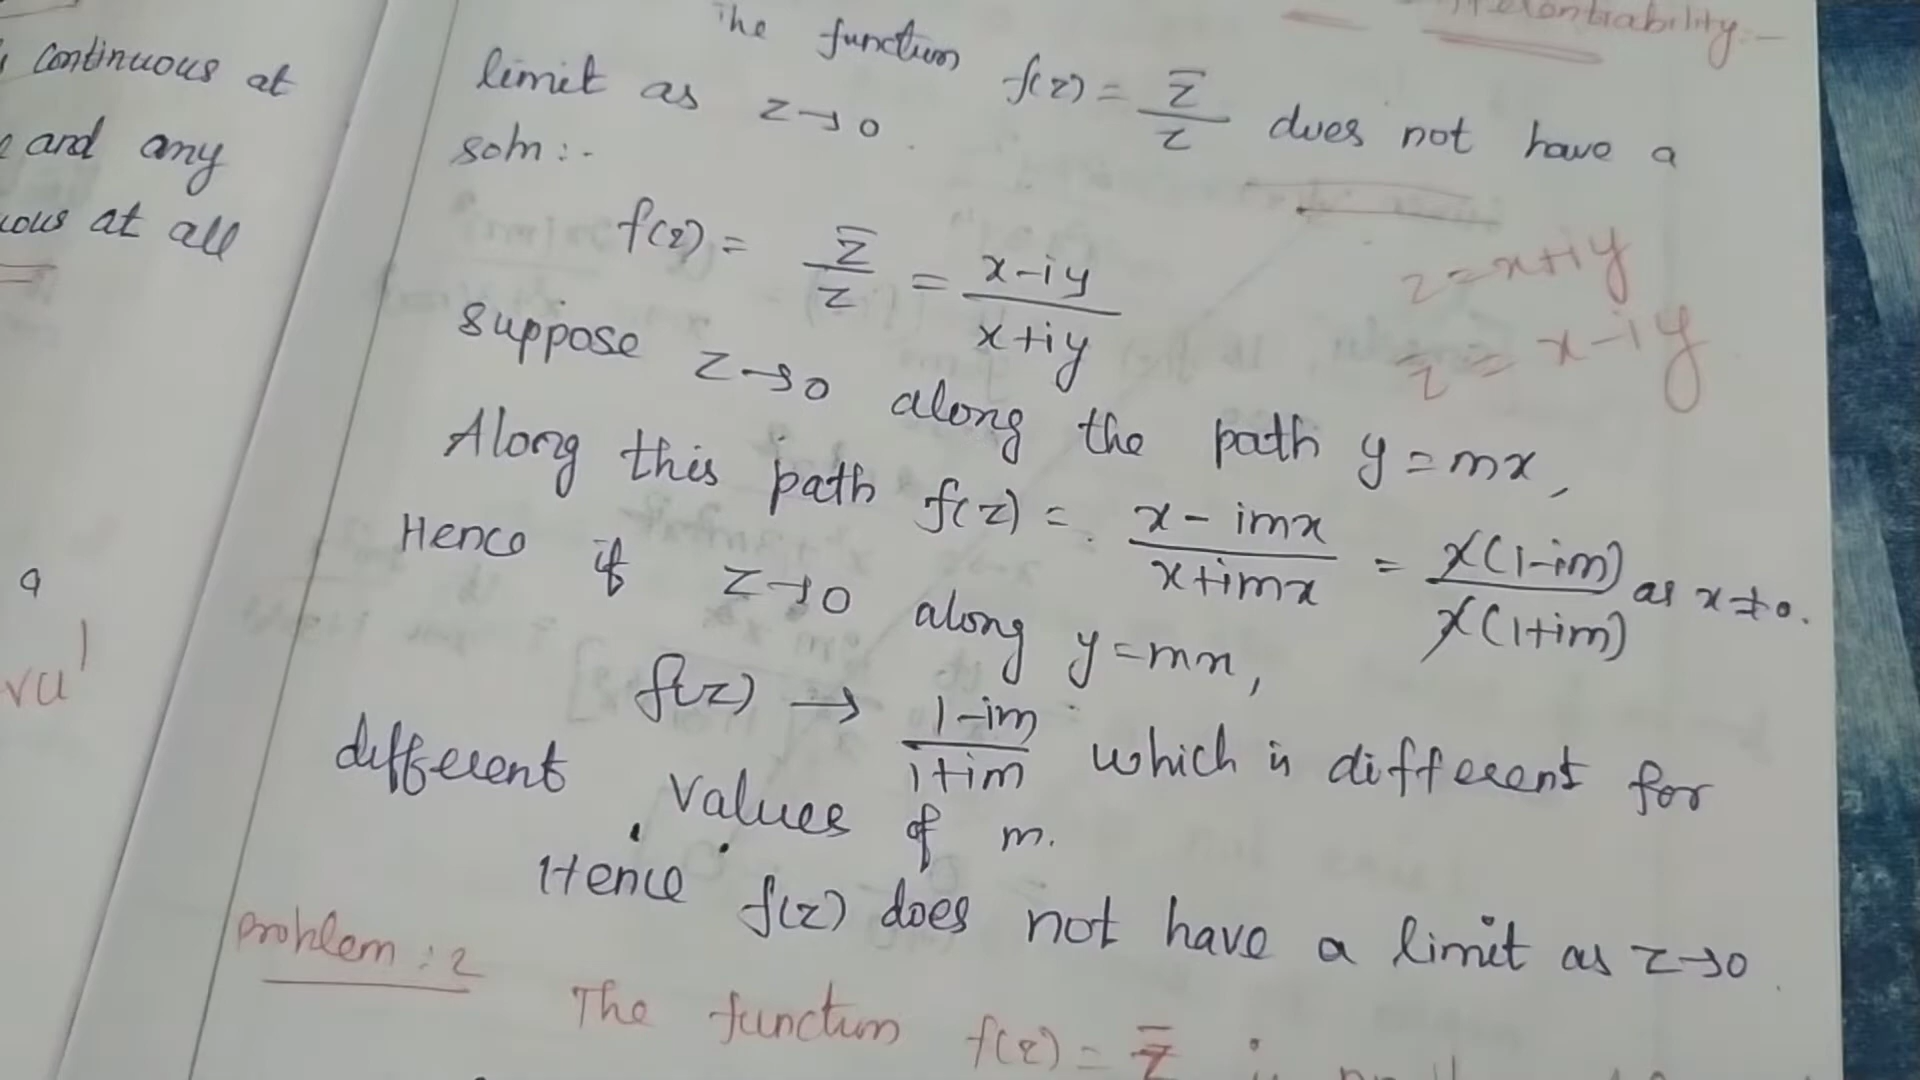 continuous at
and any
at all
a
The function f(z) = z̅/z does not have a
limit as z→0.
soln:-
f(z) = z̅/z = x-iy/x+iy
z=x+iy
z̅ = x-iy
suppose z→0 along the path y=mx,
Along this path f(z) = x-imx/x+imx = x(1-im)/x(1+im) as x≠0.
Hence if z→0 along y=mx,
f(z) → 1-im/1+im which is different for
different values of m.
Hence f(z) does not have a limit as z→0.
Problem : 2
The function f(z) = z̅